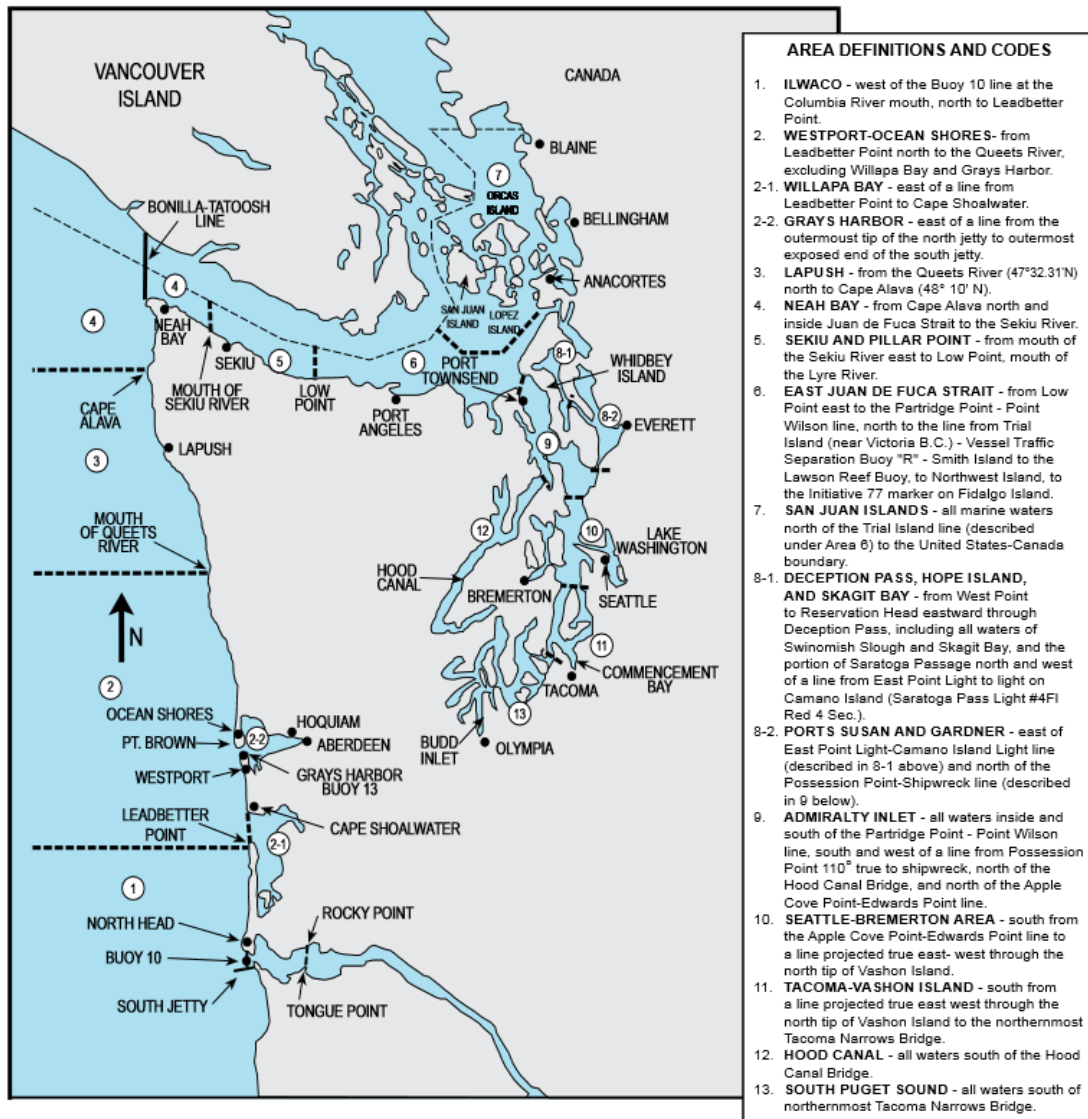 VANCOUVER
ISLAND
CANADA
BLAINE
7
ORCAS
ISLAND
BELLINGHAM
BONILLA-TATOOSH
LINE
ANACORTES
4
4
NEAH
BAY
SAN JUAN
ISLAND
LOPEZ
ISLAND
SEKIU
5
6
8-1
MOUTH OF
SEKIU RIVER
LOW
POINT
PORT
TOWNSEND
WHIDBEY
ISLAND
CAPE
ALAVA
PORT
ANGELES
8-2
EVERETT
LAPUSH
9
3
MOUTH
OF QUEETS
RIVER
12
10
LAKE
WASHINGTON
HOOD
CANAL
BREMERTON
SEATTLE
N
11
COMMENCEMENT
BAY
TACOMA
2
13
OCEAN SHORES
HOQUIAM
2-2
PT. BROWN
ABERDEEN
BUDD
INLET
OLYMPIA
WESTPORT
GRAYS HARBOR
BUOY 13
LEADBETTER
POINT
CAPE SHOALWATER
2-1
1
NORTH HEAD
ROCKY POINT
BUOY 10
SOUTH JETTY
TONGUE POINT
AREA DEFINITIONS AND CODES
1. ILWACO - west of the Buoy 10 line at the
Columbia River mouth, north to Leadbetter
Point.
2. WESTPORT-OCEAN SHORES- from
Leadbetter Point north to the Queets River,
excluding Willapa Bay and Grays Harbor.
2-1. WILLAPA BAY - east of a line from
Leadbetter Point to Cape Shoalwater.
2-2. GRAYS HARBOR - east of a line from the
outermoust tip of the north jetty to outermost
exposed end of the south jetty.
3. LAPUSH - from the Queets River (47°32.31'N)
north to Cape Alava (48° 10' N).
4. NEAH BAY - from Cape Alava north and
inside Juan de Fuca Strait to the Sekiu River.
5. SEKIU AND PILLAR POINT - from mouth of
the Sekiu River east to Low Point, mouth of
the Lyre River.
6. EAST JUAN DE FUCA STRAIT - from Low
Point east to the Partridge Point - Point
Wilson line, north to the line from Trial
Island (near Victoria B.C.) - Vessel Traffic
Separation Buoy "R" - Smith Island to the
Lawson Reef Buoy, to Northwest Island, to
the Initiative 77 marker on Fidalgo Island.
7. SAN JUAN ISLANDS - all marine waters
north of the Trial Island line (described
under Area 6) to the United States-Canada
boundary.
8-1. DECEPTION PASS, HOPE ISLAND,
AND SKAGIT BAY - from West Point
to Reservation Head eastward through
Deception Pass, including all waters of
Swinomish Slough and Skagit Bay, and the
portion of Saratoga Passage north and west
of a line from East Point Light to light on
Camano Island (Saratoga Pass Light #4Fl
Red 4 Sec.).
8-2. PORTS SUSAN AND GARDNER - east of
East Point Light-Camano Island Light line
(described in 8-1 above) and north of the
Possession Point-Shipwreck line (described
in 9 below).
9. ADMIRALTY INLET - all waters inside and
south of the Partridge Point - Point Wilson
line, south and west of a line from Possession
Point 110° true to shipwreck, north of the
Hood Canal Bridge, and north of the Apple
Cove Point-Edwards Point line.
10. SEATTLE-BREMERTON AREA - south from
the Apple Cove Point-Edwards Point line to
a line projected true east- west through the
north tip of Vashon Island.
11. TACOMA-VASHON ISLAND - south from
a line projected true east west through the
north tip of Vashon Island to the northernmost
Tacoma Narrows Bridge.
12. HOOD CANAL - all waters south of the Hood
Canal Bridge.
13. SOUTH PUGET SOUND - all waters south of
northernmost Tacoma Narrows Bridge.